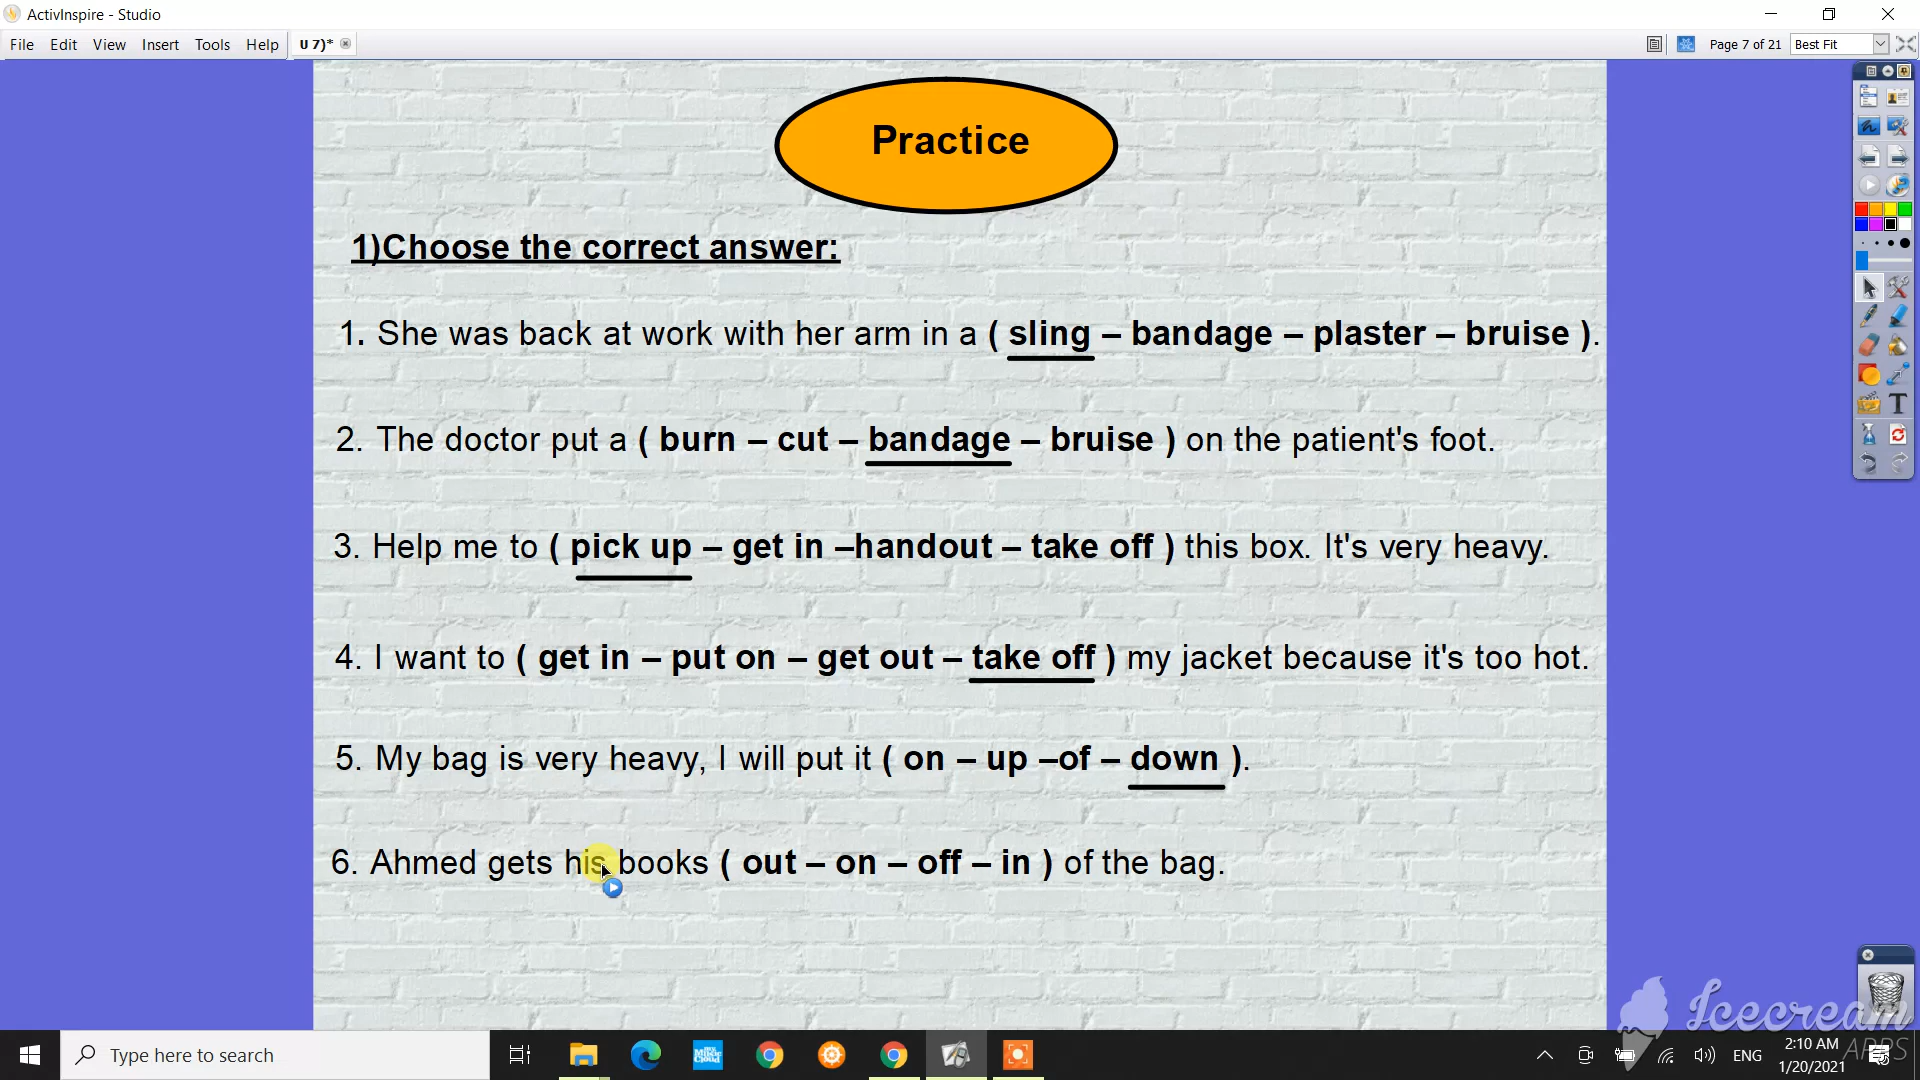 ActivInspire - Studio
File Edit View Insert Tools Help U 7)* Page 7 of 21 Best Fit
Practice
1)Choose the correct answer:
1. She was back at work with her arm in a ( sling – bandage – plaster – bruise ).
2. The doctor put a ( burn – cut – bandage – bruise ) on the patient's foot.
3. Help me to ( pick up – get in –handout – take off ) this box. It's very heavy.
4. I want to ( get in – put on – get out – take off ) my jacket because it's too hot.
5. My bag is very heavy, I will put it ( on – up –of – down ).
6. Ahmed gets his books ( out – on – off – in ) of the bag.
Icecream
APPS
Type here to search
ENG
2:10 AM
1/20/2021